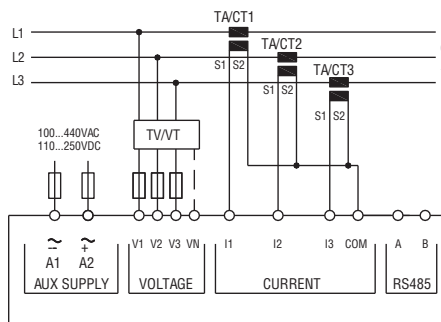 TA/CT1
L1
TA/CT2
L2
S1 S2
TA/CT3
L3
S1 S2
S1 S2
100...440VAC
110...250VDC
TV/VT
V1 V2 V3 VN I1 I2 I3 COM A B
~ ~
- +
A1 A2
AUX SUPPLY VOLTAGE CURRENT RS485